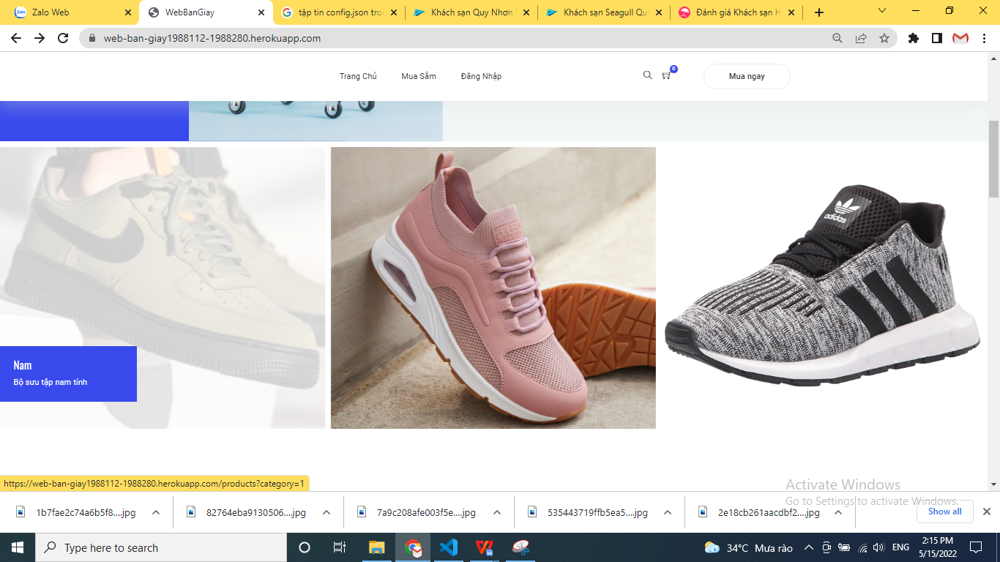 Zalo Web
WebBanGiay
tập tin config.json tron
Khách sạn Quy Nhơn
Khách sạn Seagull Quy
Đánh giá Khách sạn H
web-ban-giay1988112-1988280.herokuapp.com
Trang Chủ
Mua Sắm
Đăng Nhập
0
Mua ngay
adidas
Nam
Bộ sưu tập nam tính
https://web-ban-giay1988112-1988280.herokuapp.com/products?category=1
Activate Windows
Go to Settings to activate Windows.
1b7fae2c74a6b5f8....jpg
82764eba9130506....jpg
7a9c208afe003f5e....jpg
535443719ffb5ea5....jpg
2e18cb261aacdbf2....jpg
Show all
Type here to search
34°C Mưa rào
ENG
2:15 PM
5/15/2022